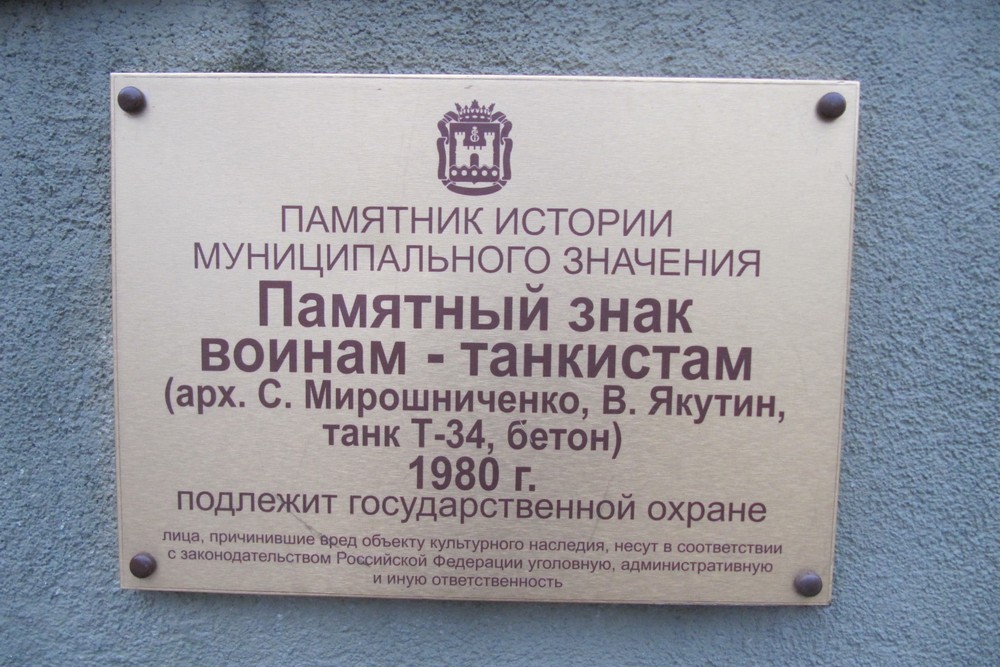 ПАМЯТНИК ИСТОРИИ
МУНИЦИПАЛЬНОГО ЗНАЧЕНИЯ
Памятный знак
воинам - танкистам
(арх. С. Мирошниченко, В. Якутин,
танк Т-34, бетон)
1980 г.
подлежит государственной охране
лица, причинившие вред объекту культурного наследия, несут в соответствии
с законодательством Российской Федерации уголовную, административную
и иную ответственность